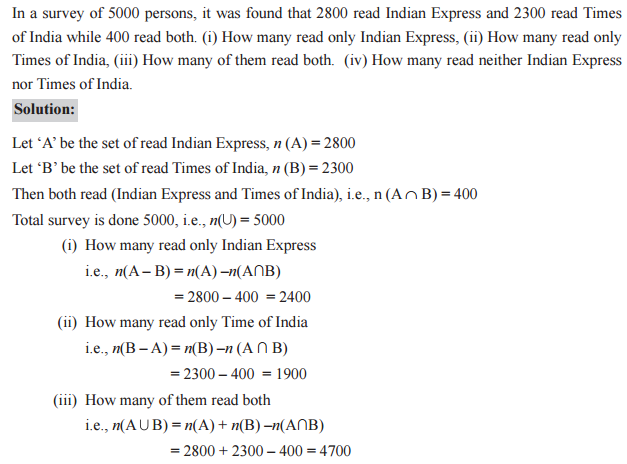 In a survey of 5000 persons, it was found that 2800 read Indian Express and 2300 read Times
of India while 400 read both. (i) How many read only Indian Express, (ii) How many read only
Times of India, (iii) How many of them read both. (iv) How many read neither Indian Express
nor Times of India.
Solution:
Let ‘A’ be the set of read Indian Express, n (A) = 2800
Let ‘B’ be the set of read Times of India, n (B) = 2300
Then both read (Indian Express and Times of India), i.e., n (A ∩ B) = 400
Total survey is done 5000, i.e., n(U) = 5000
(i) How many read only Indian Express
i.e., n(A – B) = n(A) –n(A∩B)
= 2800 – 400 = 2400
(ii) How many read only Time of India
i.e., n(B – A) = n(B) –n (A ∩ B)
= 2300 – 400 = 1900
(iii) How many of them read both
i.e., n(A ∪ B) = n(A) + n(B) –n(A∩B)
= 2800 + 2300 – 400 = 4700